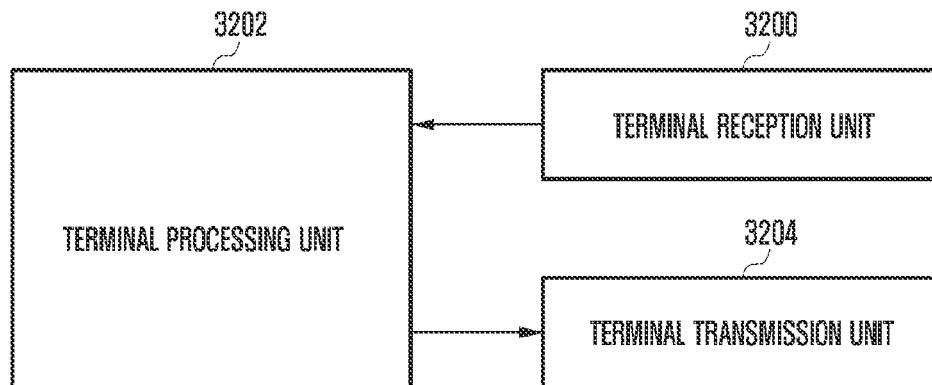 3202
3200
TERMINAL RECEPTION UNIT
TERMINAL PROCESSING UNIT
3204
TERMINAL TRANSMISSION UNIT